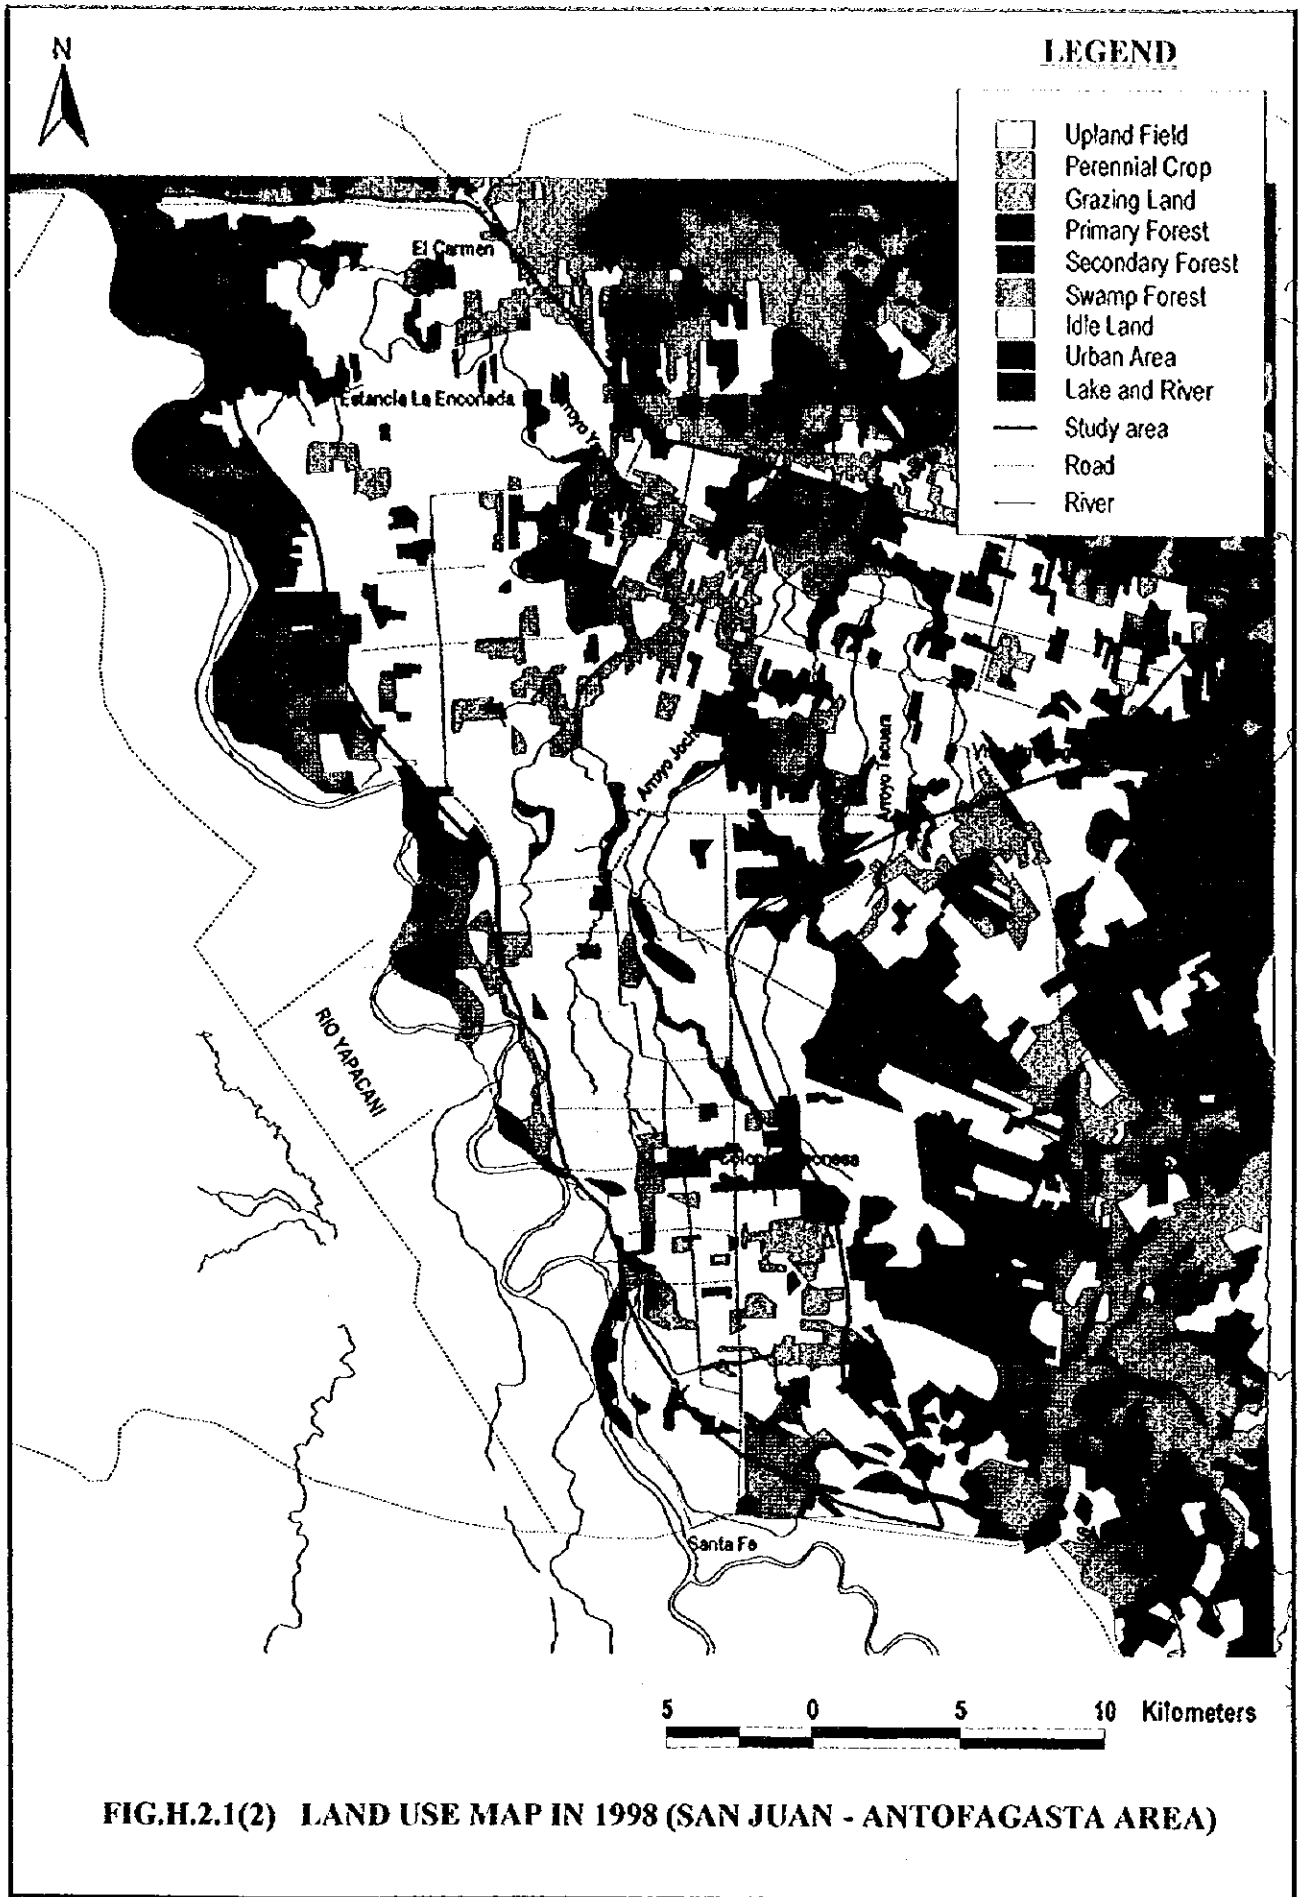 N
LEGEND
Upland Field
Perennial Crop
Grazing Land
Primary Forest
Secondary Forest
Swamp Forest
Idle Land
Urban Area
Lake and River
Study area
Road
River
El Carmen
Estancia La Enconada
Arroyo
Arroyo
Arroyo Tacuara
RIO YAPACANI
Santa Fe
5 0 5 10 Kilometers
FIG.H.2.1(2) LAND USE MAP IN 1998 (SAN JUAN - ANTOFAGASTA AREA)